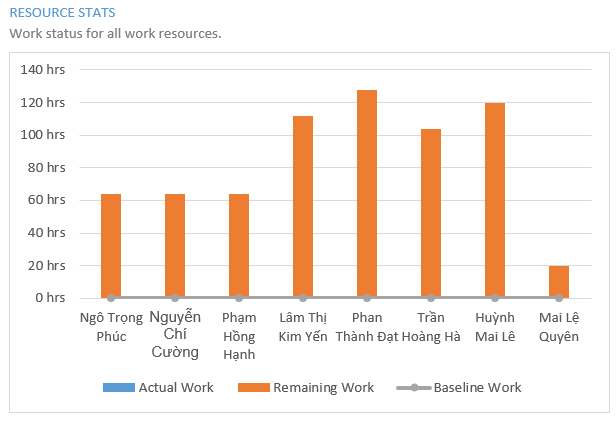 RESOURCE STATS
Work status for all work resources.
140 hrs
120 hrs
100 hrs
80 hrs
60 hrs
40 hrs
20 hrs
0 hrs
Ngô Trọng
Phúc
Nguyễn
Chí
Cường
Phạm
Hồng
Hạnh
Lâm Thị
Kim Yến
Phan
Thành Đạt
Trần
Hoàng Hà
Huỳnh
Mai Lê
Mai Lệ
Quyên
Actual Work
Remaining Work
Baseline Work